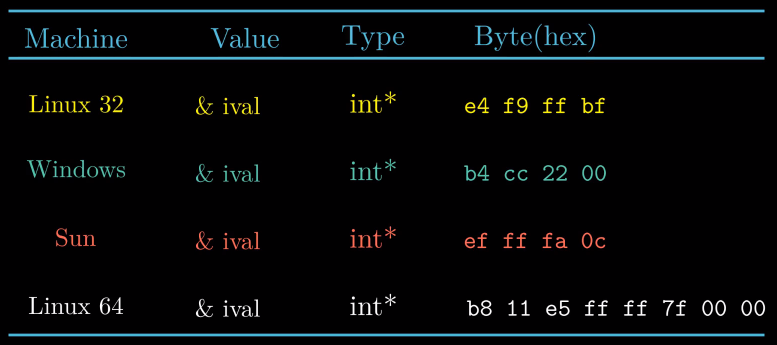 Machine Value Type Byte(hex)
Linux 32 & ival int* e4 f9 ff bf
Windows & ival int* b4 cc 22 00
Sun & ival int* ef ff fa 0c
Linux 64 & ival int* b8 11 e5 ff ff 7f 00 00